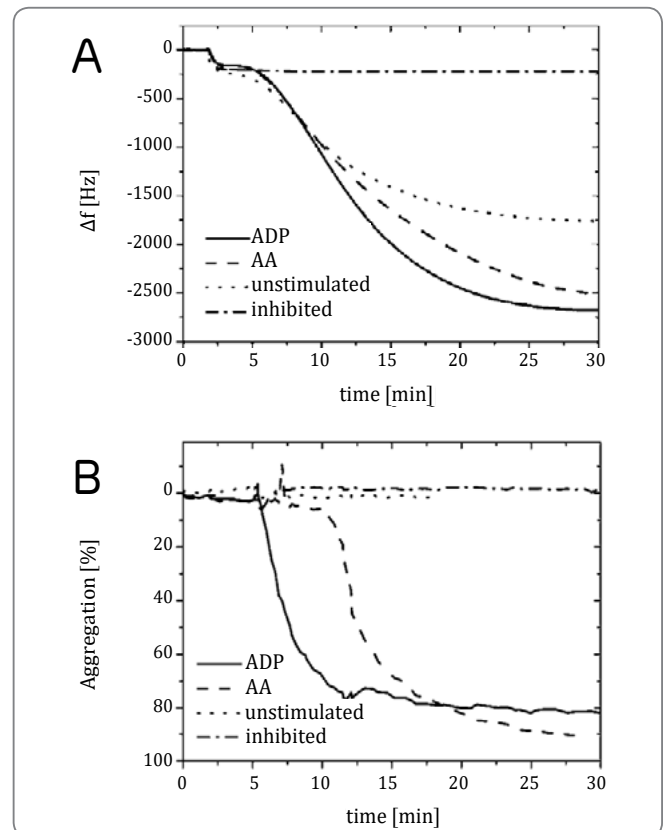 A
0
-500
-1000
-1500
-2000
-2500
-3000
Δf [Hz]
ADP
AA
unstimulated
inhibited
0 5 10 15 20 25 30
time [min]
B
0
20
40
60
80
100
Aggregation [%]
ADP
AA
unstimulated
inhibited
0 5 10 15 20 25 30
time [min]